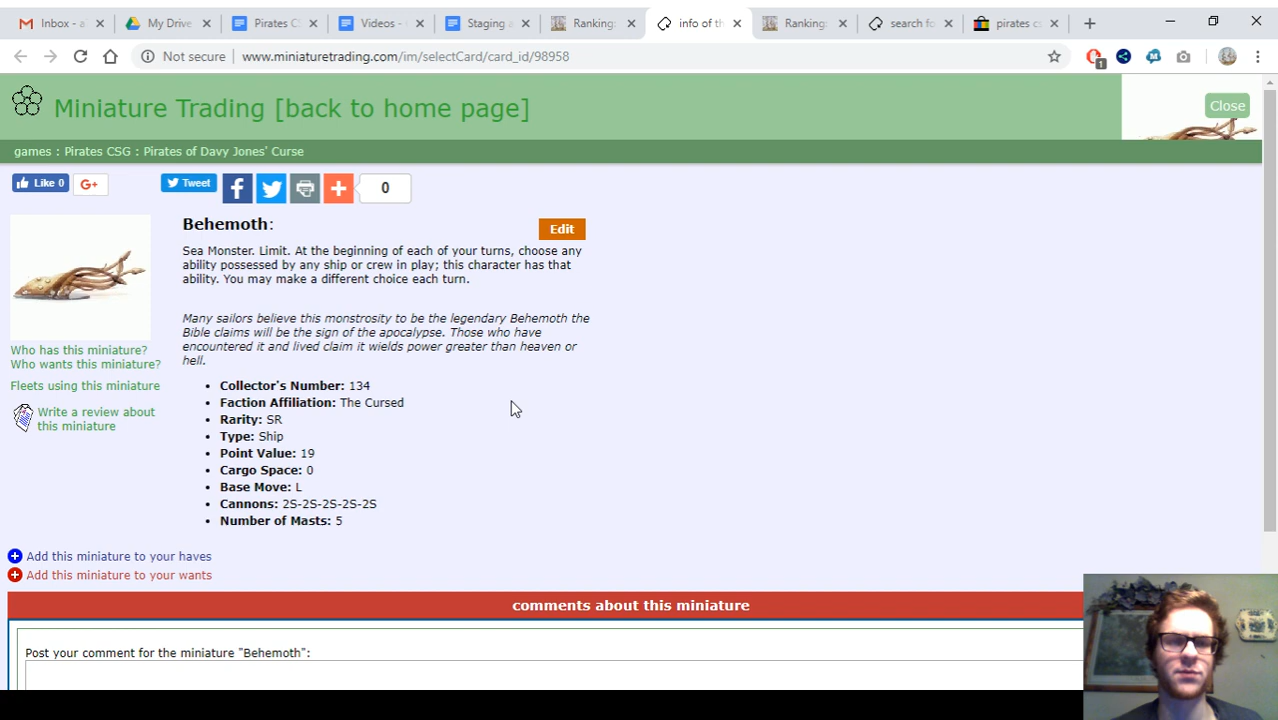 Inbox - a
My Drive
Pirates C
Videos -
Staging a
Ranking:
info of th
Ranking:
search fo
pirates cs
Not secure | www.miniaturetrading.com/im/selectCard/card_id/98958
1
Miniature Trading [back to home page]
Close
games : Pirates CSG : Pirates of Davy Jones' Curse
Like 0
G+
Tweet
0
Behemoth:
Edit
Sea Monster. Limit. At the beginning of each of your turns, choose any
ability possessed by any ship or crew in play; this character has that
ability. You may make a different choice each turn.
Many sailors believe this monstrosity to be the legendary Behemoth the
Bible claims will be the sign of the apocalypse. Those who have
encountered it and lived claim it wields power greater than heaven or
hell.
Who has this miniature?
Who wants this miniature?
Fleets using this miniature
Write a review about
this miniature
• Collector's Number: 134
• Faction Affiliation: The Cursed
• Rarity: SR
• Type: Ship
• Point Value: 19
• Cargo Space: 0
• Base Move: L
• Cannons: 2S-2S-2S-2S-2S
• Number of Masts: 5
Add this miniature to your haves
Add this miniature to your wants
comments about this miniature
Post your comment for the miniature "Behemoth":